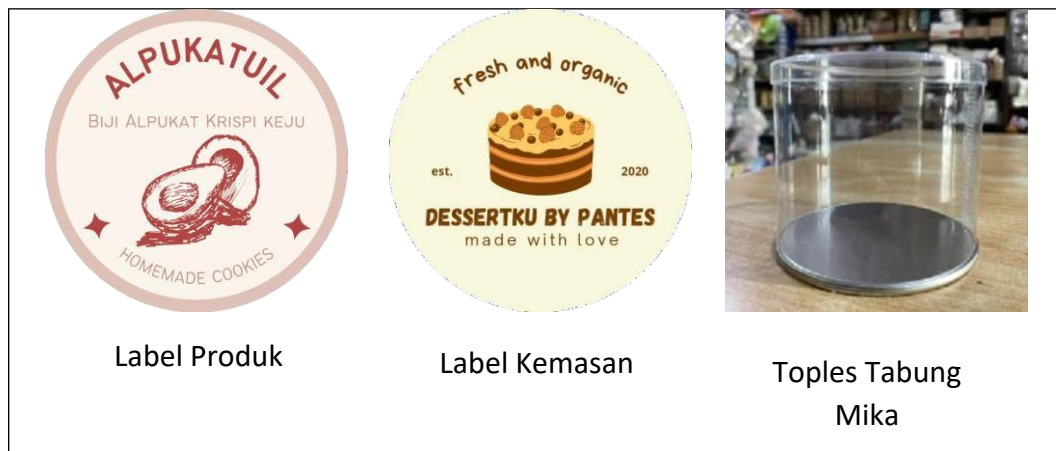 ALPUKATUIL
BIJI ALPUKAT KRISPI KEJU
HOMEMADE COOKIES
fresh and organic
est. 2020
DESSERTKU BY PANTES
made with love
Label Produk
Label Kemasan
Toples Tabung
Mika